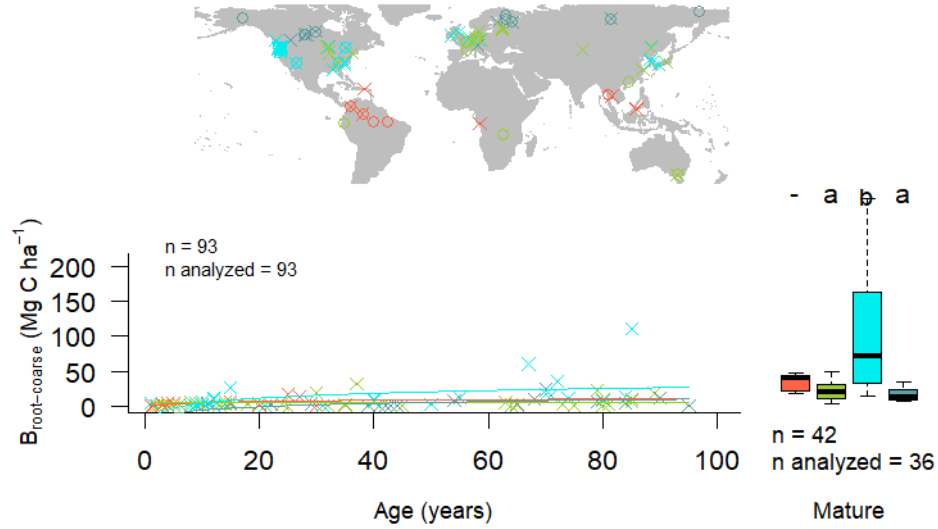 - a b a
n = 93
n analyzed = 93
B_root−coarse (Mg C ha⁻¹)
200
150
100
50
0
0 20 40 60 80 100
Age (years)
n = 42
n analyzed = 36
Mature